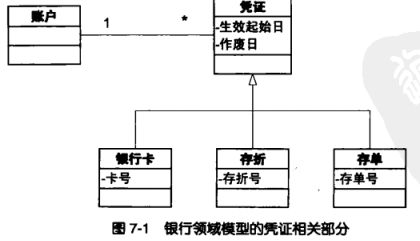 账户
凭证
1
*
-生效起始日
-作废日
银行卡
存折
存单
-卡号
-存折号
-存单号
图 7-1 银行领域模型的凭证相关部分